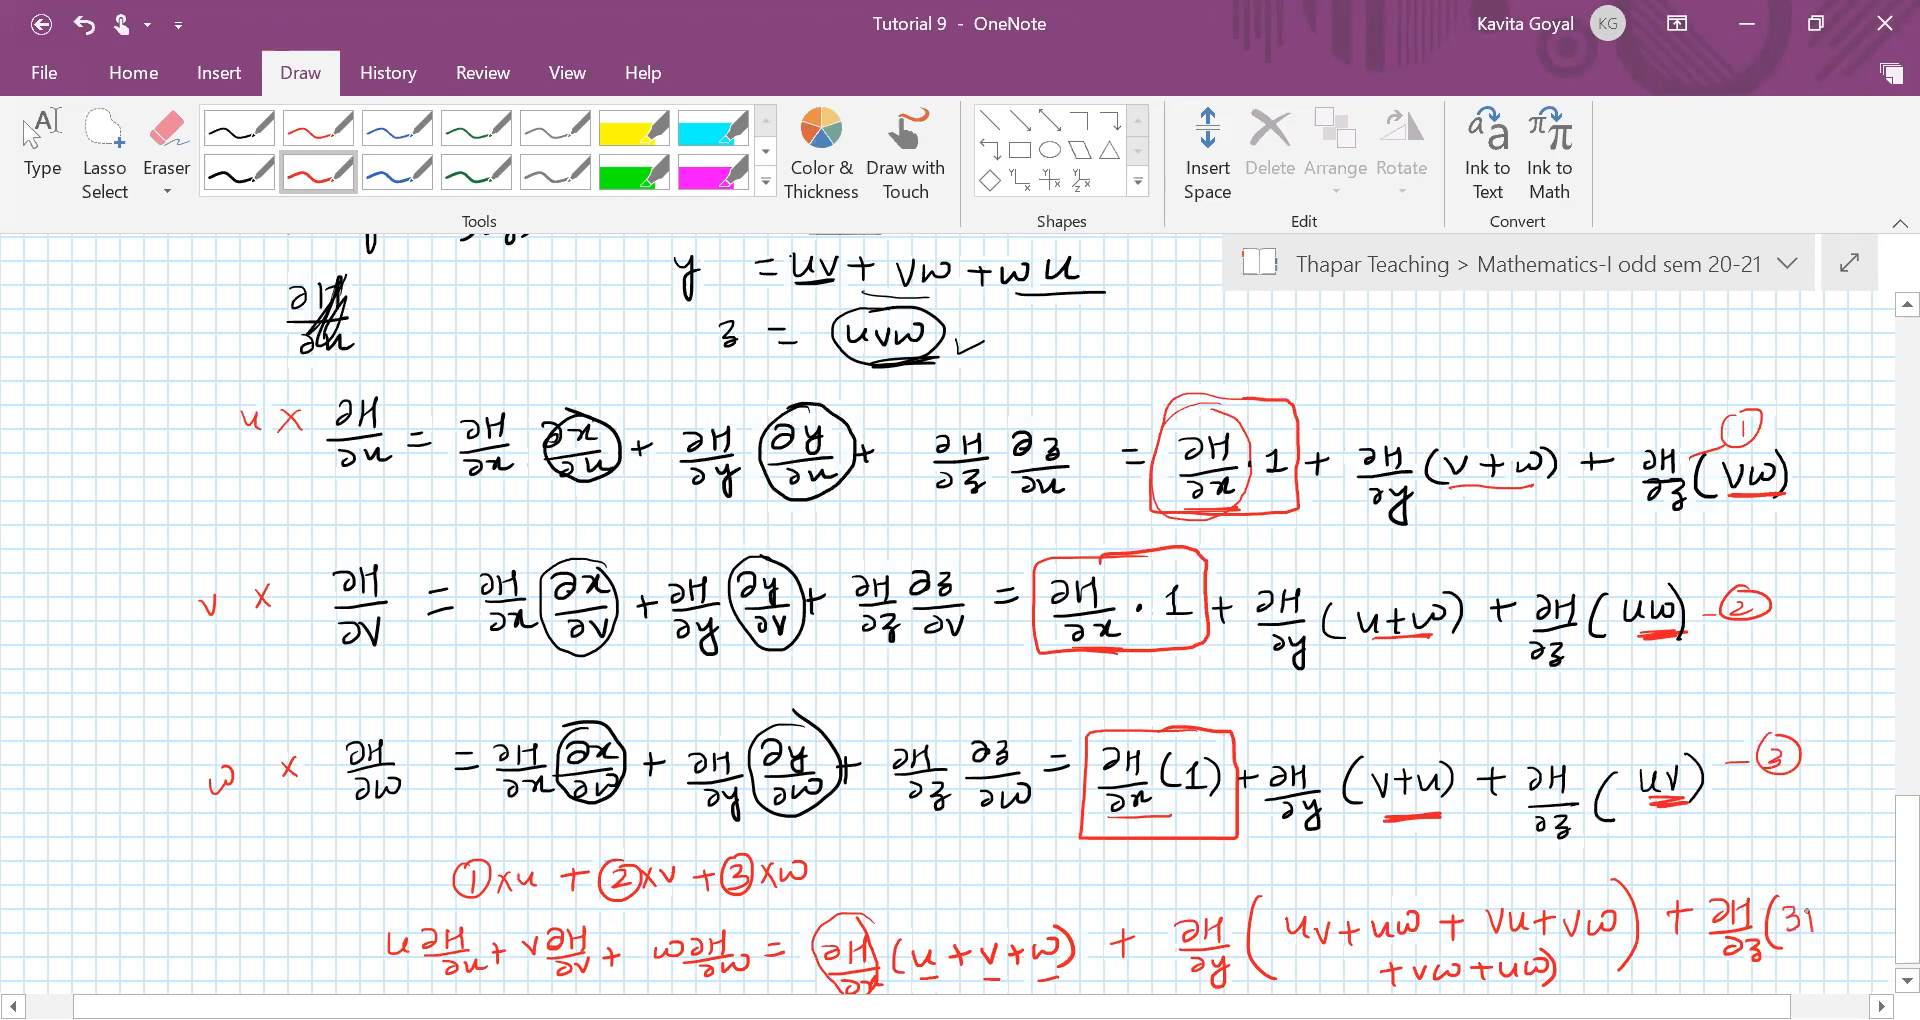 Tutorial 9 - OneNote
Kavita Goyal KG
File Home Insert Draw History Review View Help
Type Lasso Select Eraser Color & Thickness Draw with Touch Insert Space Delete Arrange Rotate Ink to Text Ink to Math
Tools Shapes Edit Convert
Thapar Teaching > Mathematics-I odd sem 20-21
y = uv + vw + wu
z = uvw ✓
u × ∂H/∂u = ∂H/∂x · ∂x/∂u + ∂H/∂y ∂y/∂u + ∂H/∂z ∂z/∂u = ∂H/∂x · 1 + ∂H/∂y (v+w) + ∂H/∂z (vw) ①
v × ∂H/∂v = ∂H/∂x ∂x/∂v + ∂H/∂y ∂y/∂v + ∂H/∂z ∂z/∂v = ∂H/∂x · 1 + ∂H/∂y (u+w) + ∂H/∂z (uw) - ②
w × ∂H/∂w = ∂H/∂x ∂x/∂w + ∂H/∂y ∂y/∂w + ∂H/∂z ∂z/∂w = ∂H/∂x (1) + ∂H/∂y (v+u) + ∂H/∂z (uv) - ③
①×u + ②×v + ③×w
u ∂H/∂u + v ∂H/∂v + w ∂H/∂w = ∂H/∂x (u + v + w) + ∂H/∂y (uv + uw + vu + vw + ∂H/∂z (3
+ vw + uw)